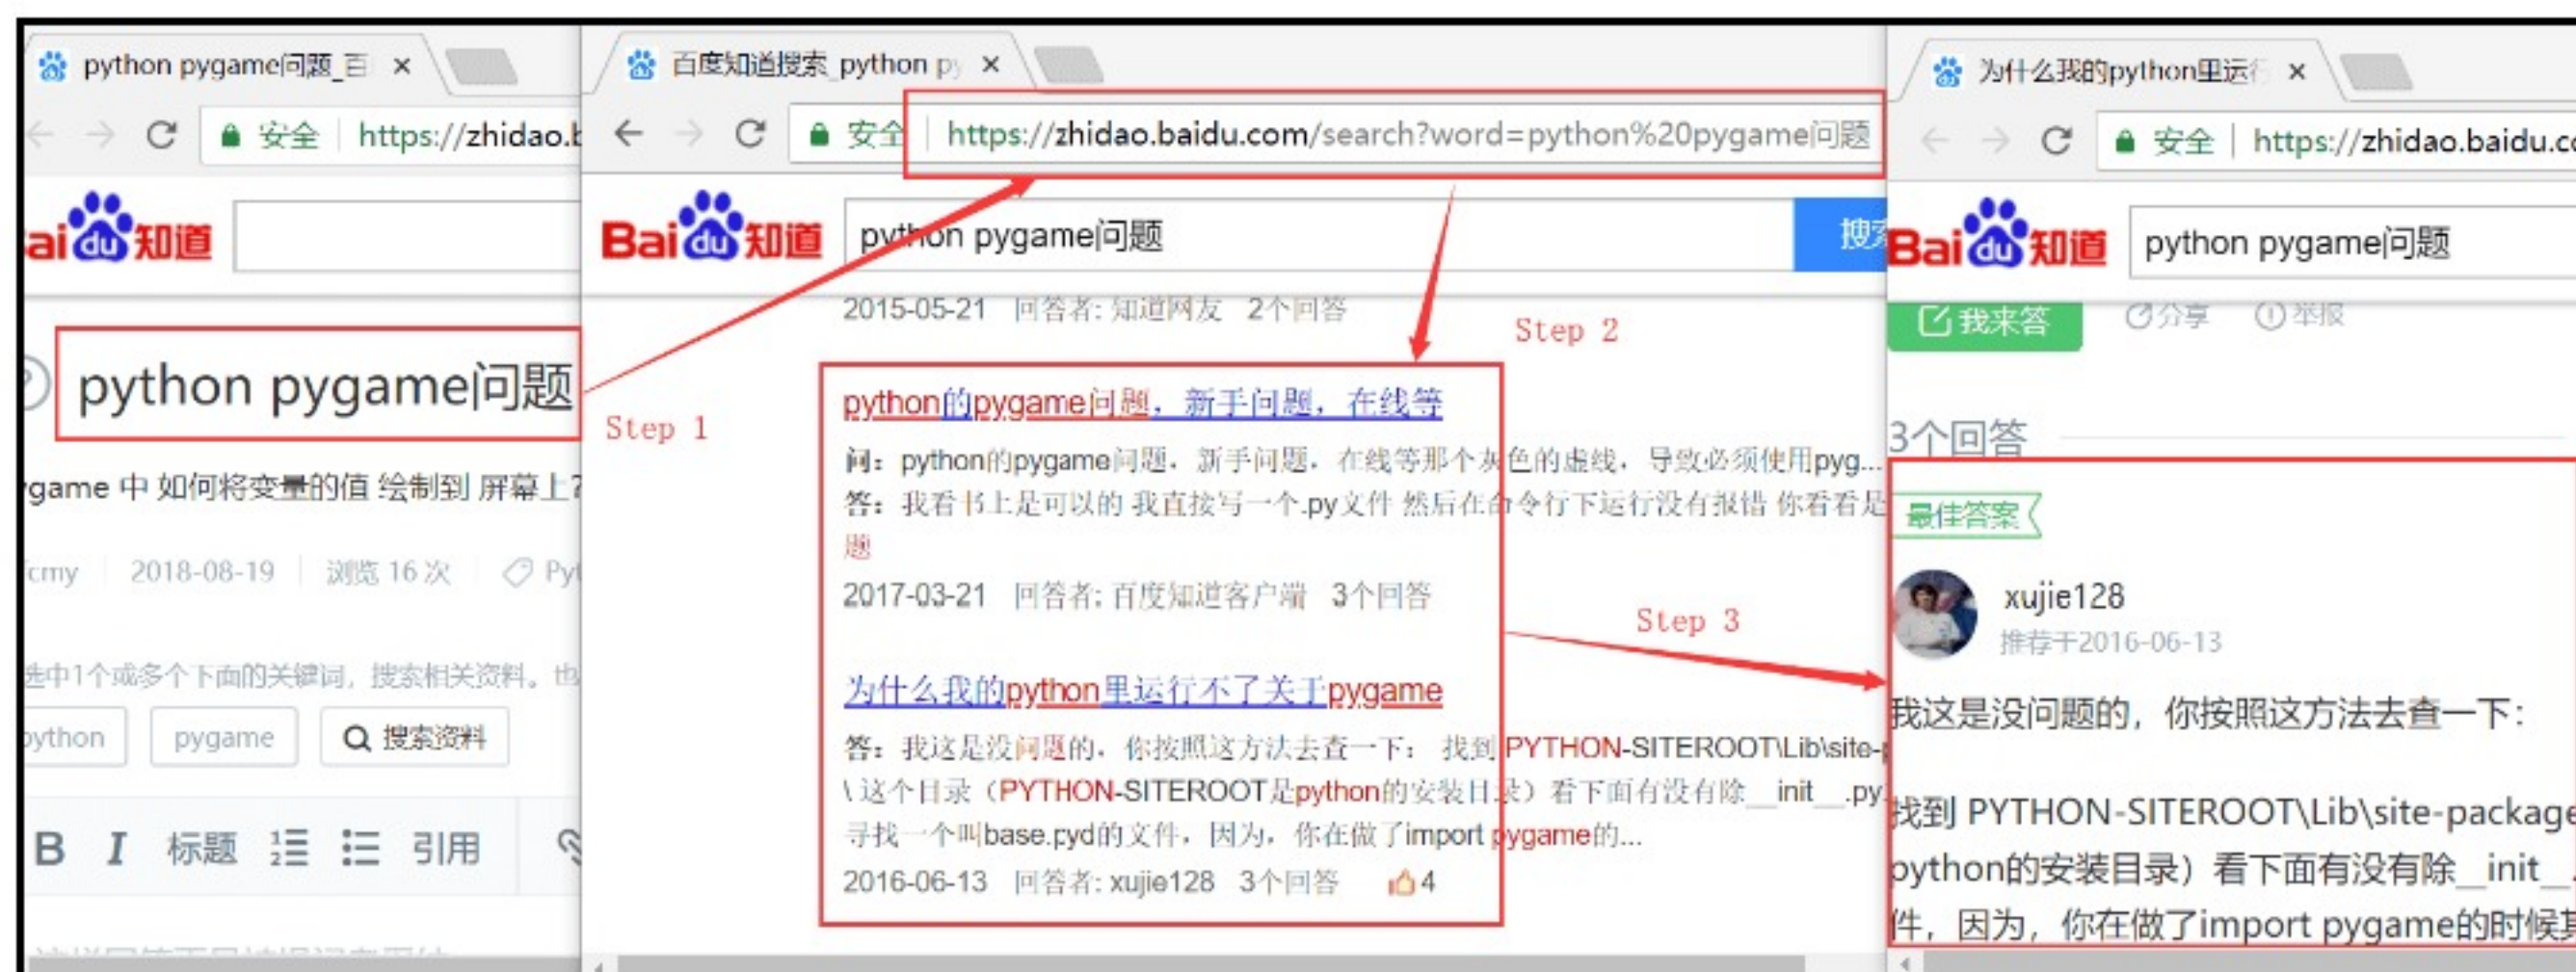 python pygame问题_百
安全 https://zhidao.b
ai du 知道
python pygame问题
game 中 如何将变量的值 绘制到 屏幕上?
cmy 2018-08-19 浏览 16 次 Pyt
选中1个或多个下面的关键词，搜索相关资料。也
python pygame 搜索资料
B I 标题 引用
Step 1
百度知道搜索_python py
安全 https://zhidao.baidu.com/search?word=python%20pygame问题
Bai du 知道 python pygame问题 搜索
2015-05-21 回答者: 知道网友 2个回答
Step 2
python的pygame问题，新手问题，在线等
问：python的pygame问题，新手问题，在线等那个灰色的虚线，导致必须使用pyg...
答：我看书上是可以的 我直接写一个.py文件 然后在命令行下运行没有报错 你看看是
题
2017-03-21 回答者: 百度知道客户端 3个回答
Step 3
为什么我的python里运行不了关于pygame
答：我这是没问题的，你按照这方法去查一下： 找到 PYTHON-SITEROOT\Lib\site-p
\ 这个目录（PYTHON-SITEROOT是python的安装目录）看下面有没有除__init__.py
寻找一个叫base.pyd的文件，因为，你在做了import pygame的...
2016-06-13 回答者: xujie128 3个回答 4
为什么我的python里运行
安全 https://zhidao.baidu.co
Bai du 知道 python pygame问题
我来答 分享 举报
3个回答
最佳答案
xujie128
推荐于2016-06-13
我这是没问题的，你按照这方法去查一下：
找到 PYTHON-SITEROOT\Lib\site-package
python的安装目录）看下面有没有除__init__.
件，因为，你在做了import pygame的时候其